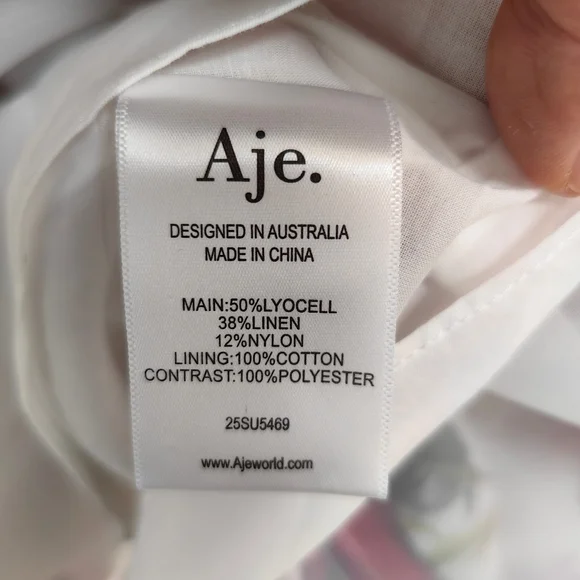 Aje.
DESIGNED IN AUSTRALIA
MADE IN CHINA
MAIN:50%LYOCELL
38%LINEN
12%NYLON
LINING:100%COTTON
CONTRAST:100%POLYESTER
25SU5469
www.Ajeworld.com